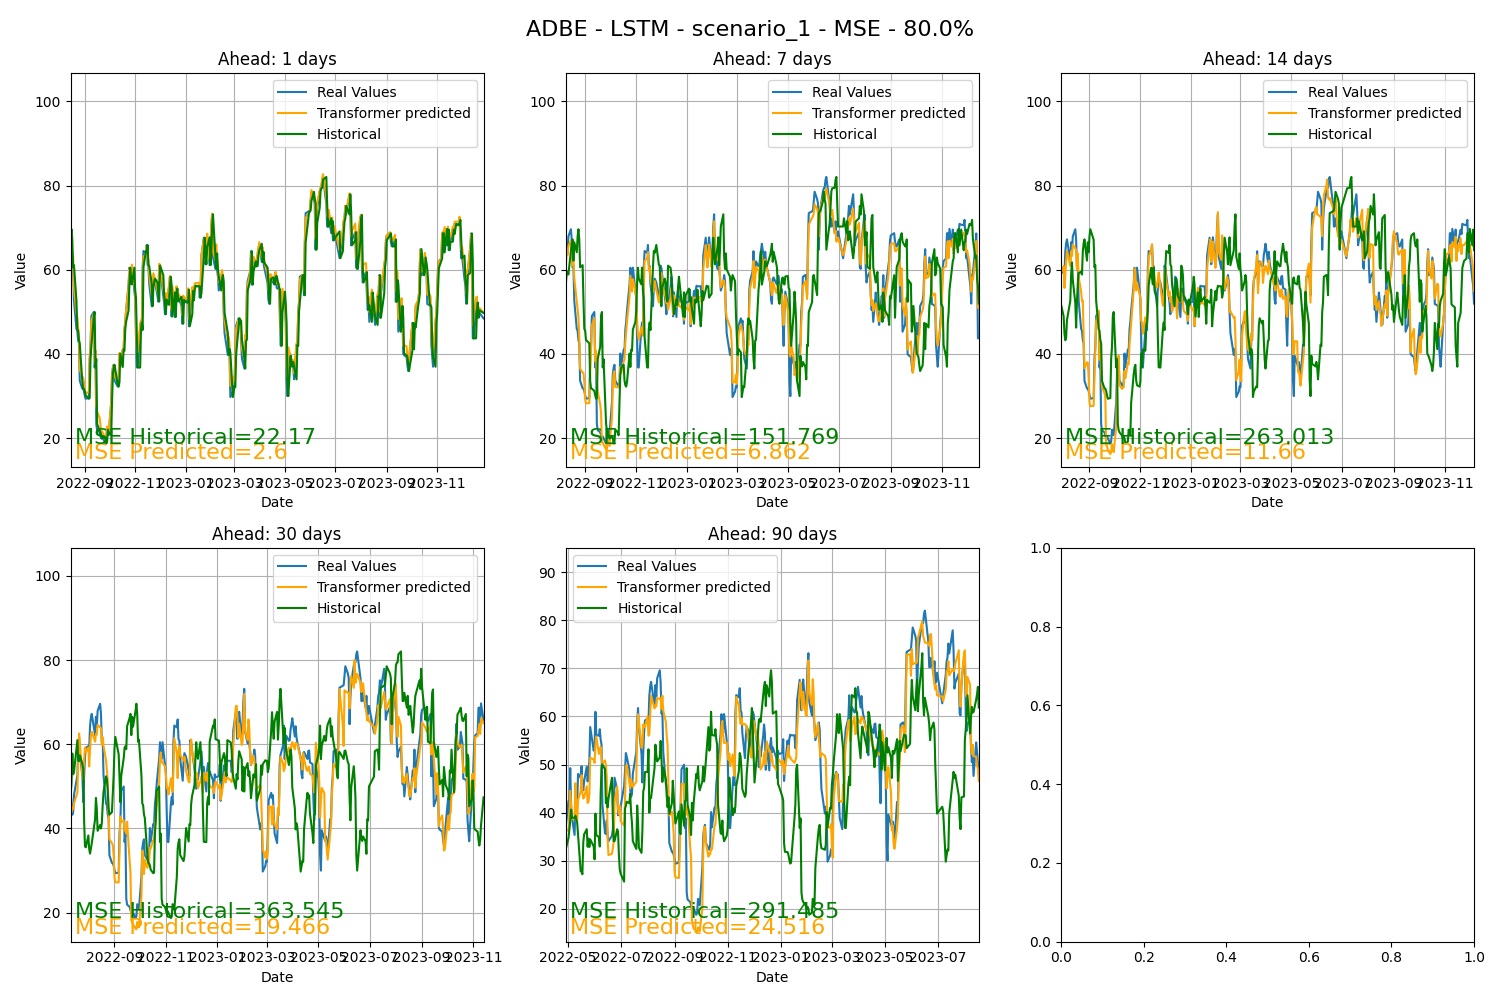 ADBE - LSTM - scenario_1 - MSE - 80.0%
Ahead: 1 days
Real Values
Transformer predicted
Historical
Value
100
80
60
40
20
MSE Historical=22.17
MSE Predicted=2.6
2022-09 2022-11 2023-01 2023-03 2023-05 2023-07 2023-09 2023-11
Date
Ahead: 7 days
Real Values
Transformer predicted
Historical
Value
100
80
60
40
20
MSE Historical=151.769
MSE Predicted=6.862
2022-09 2022-11 2023-01 2023-03 2023-05 2023-07 2023-09 2023-11
Date
Ahead: 14 days
Real Values
Transformer predicted
Historical
Value
100
80
60
40
20
MSE Historical=263.013
MSE Predicted=11.66
2022-09 2022-11 2023-01 2023-03 2023-05 2023-07 2023-09 2023-11
Date
Ahead: 30 days
Real Values
Transformer predicted
Historical
Value
100
80
60
40
20
MSE Historical=363.545
MSE Predicted=19.466
2022-09 2022-11 2023-01 2023-03 2023-05 2023-07 2023-09 2023-11
Date
Ahead: 90 days
Real Values
Transformer predicted
Historical
Value
90
80
70
60
50
40
30
20
MSE Historical=291.485
MSE Predicted=24.516
2022-05 2022-07 2022-09 2022-11 2023-01 2023-03 2023-05 2023-07
Date
1.0
0.8
0.6
0.4
0.2
0.0
0.0 0.2 0.4 0.6 0.8 1.0